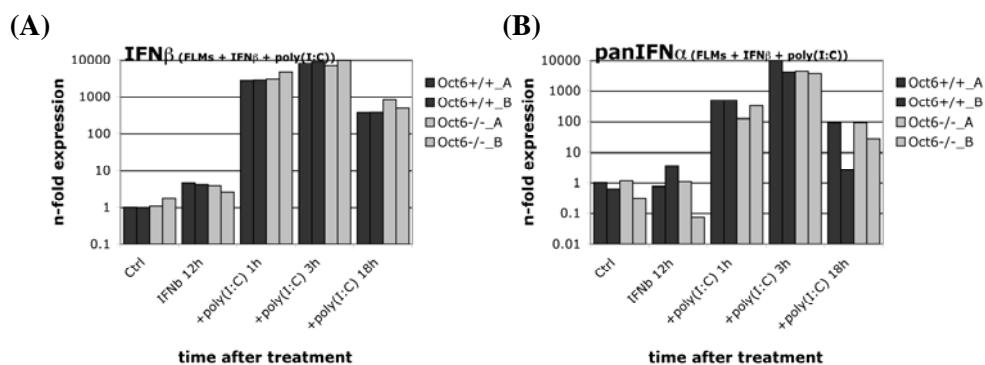 (A)
IFNβ (FLMs + IFNβ + poly(I:C))
n-fold expression
10000
1000
100
10
1
0.1
Ctrl
IFNb 12h
+poly(I:C) 1h
+poly(I:C) 3h
+poly(I:C) 18h
time after treatment
Oct6+/+_A
Oct6+/+_B
Oct6-/-_A
Oct6-/-_B
(B)
panIFNα (FLMs + IFNβ + poly(I:C))
n-fold expression
10000
1000
100
10
1
0.1
0.01
Ctrl
IFNb 12h
+poly(I:C) 1h
+poly(I:C) 3h
+poly(I:C) 18h
time after treatment
Oct6+/+_A
Oct6+/+_B
Oct6-/-_A
Oct6-/-_B